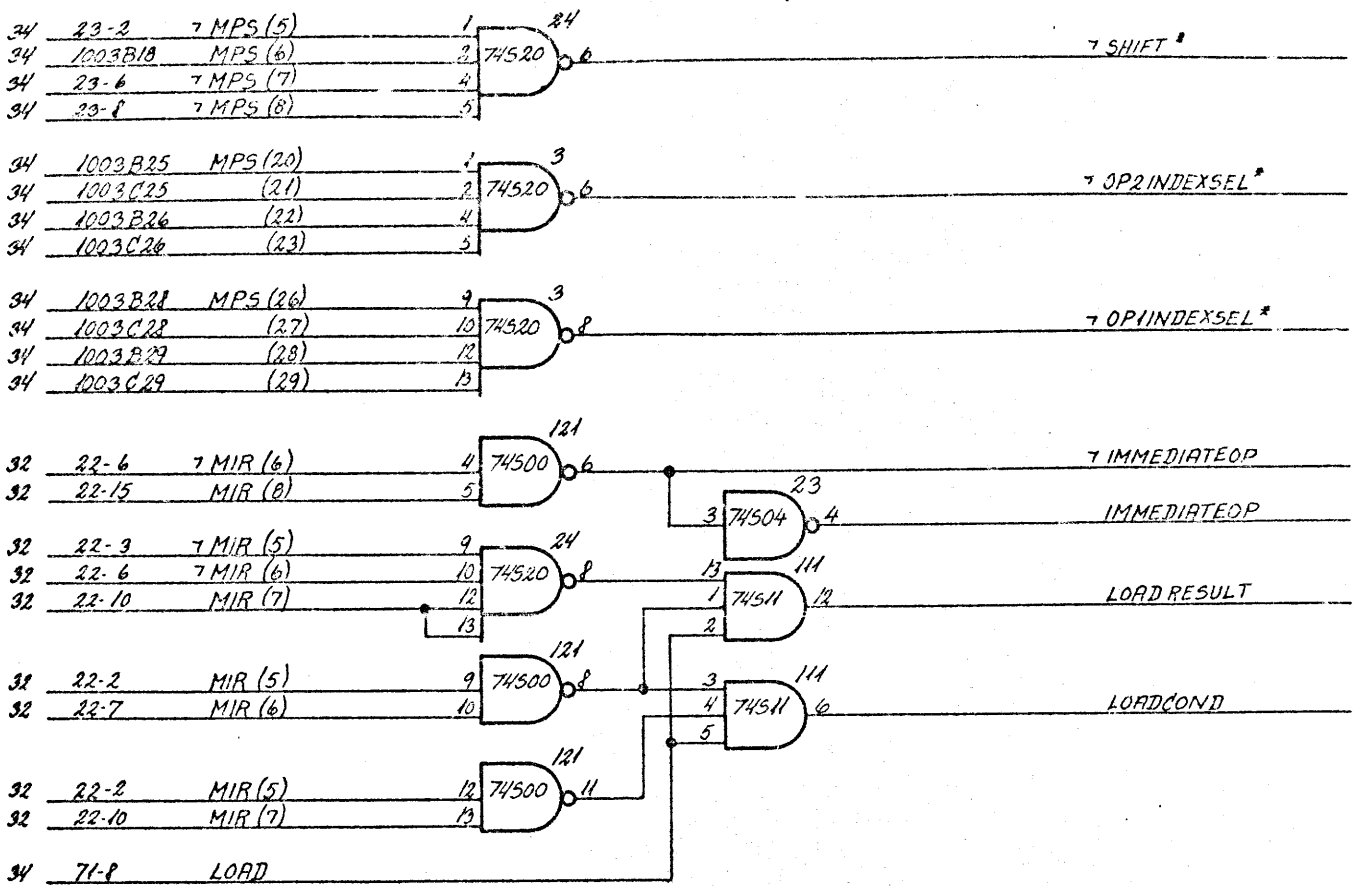 34 23-2 ¬ MPS (5) 1 24
34 1003B18 MPS (6) 2 74S20 6 ¬ SHIFT *
34 23-6 ¬ MPS (7) 4
34 23-8 ¬ MPS (8) 5
34 1003B25 MPS (20) 1 3
34 1003C25 (21) 2 74S20 6 ¬ OP2INDEXSEL *
34 1003B26 (22) 4
34 1003C26 (23) 5
34 1003B28 MPS (26) 9 3
34 1003C28 (27) 10 74S20 8 ¬ OP1INDEXSEL *
34 1003B29 (28) 12
34 1003C29 (29) 13
121
32 22-6 ¬ MIR (6) 4 74S00 6 ¬ IMMEDIATEOP
32 22-15 MIR (8) 5
23
3 74S04 4 IMMEDIATEOP
32 22-3 ¬ MIR (5) 9 24
32 22-6 ¬ MIR (6) 10 74S20 8 13 111
32 22-10 MIR (7) 12 1 74S11 12 LOAD RESULT
13 2
121
32 22-2 MIR (5) 9 74S00 8 3 111
32 22-7 MIR (6) 10 4 74S11 6 LOADCOND
5
121
32 22-2 MIR (5) 12 74S00 11
32 22-10 MIR (7) 13
34 71-8 LOAD